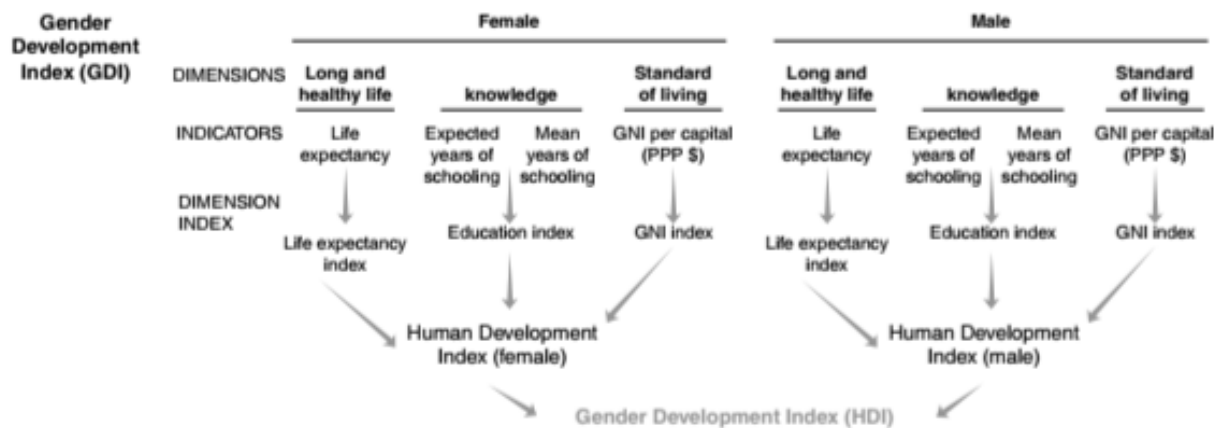 Gender
Development
Index (GDI)
Female
Male
DIMENSIONS
Long and
healthy life
knowledge
Standard
of living
Long and
healthy life
knowledge
Standard
of living
INDICATORS
Life
expectancy
Expected
years of
schooling
Mean
years of
schooling
GNI per capital
(PPP $)
Life
expectancy
Expected
years of
schooling
Mean
years of
schooling
GNI per capital
(PPP $)
DIMENSION
INDEX
Life expectancy
index
Education index
GNI index
Life expectancy
index
Education index
GNI index
Human Development
Index (female)
Human Development
Index (male)
Gender Development Index (HDI)